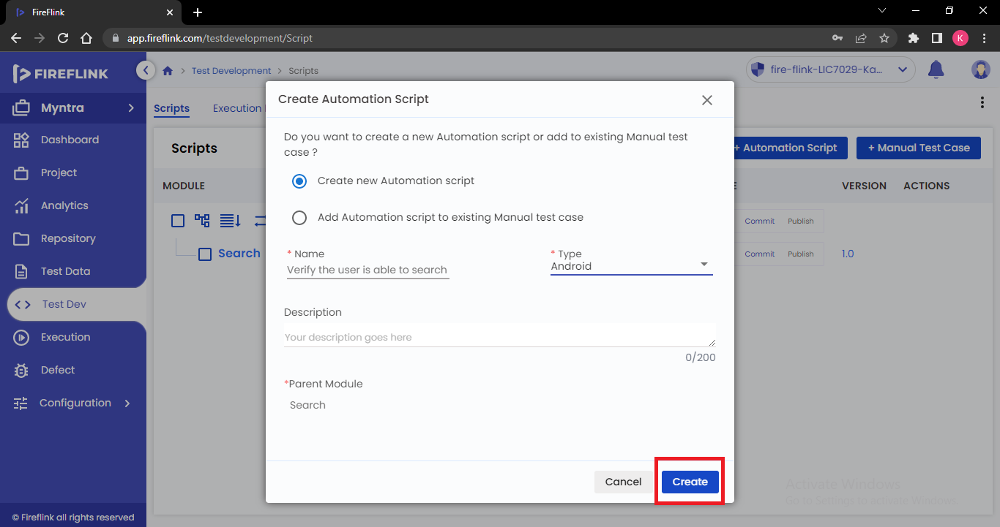 FireFlink
app.fireflink.com/testdevelopment/Script
K
FIREFLINK
Test Development
Scripts
fire-flink-LIC7029-Ka...
Myntra
Dashboard
Project
Analytics
Repository
Test Data
Test Dev
Execution
Defect
Configuration
© Fireflink all rights reserved
Scripts
Execution
Scripts
+ Automation Script
+ Manual Test Case
MODULE
VERSION
ACTIONS
Commit
Publish
Search
Commit
Publish
1.0
Create Automation Script
Do you want to create a new Automation script or add to existing Manual test
case ?
Create new Automation script
Add Automation script to existing Manual test case
* Name
Verify the user is able to search
* Type
Android
Description
Your description goes here
0/200
*Parent Module
Search
Cancel
Create
Activate Windows
Go to Settings to activate Windows.